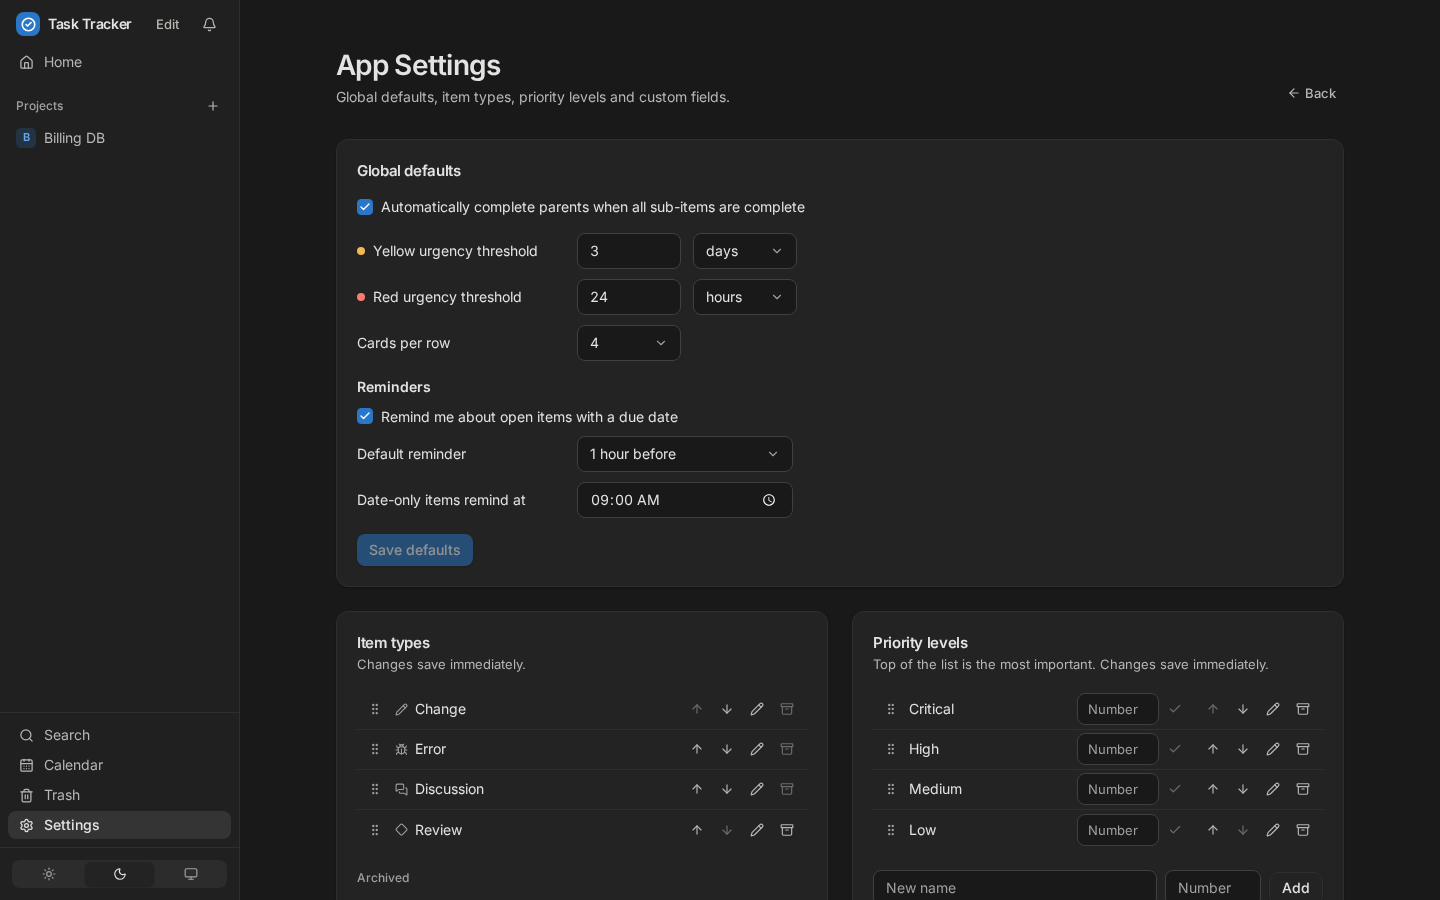 Task Tracker
Edit
Home
Projects
B
Billing DB
Search
Calendar
Trash
Settings
App Settings
Global defaults, item types, priority levels and custom fields.
Back
Global defaults
Automatically complete parents when all sub-items are complete
Yellow urgency threshold 3 days
Red urgency threshold 24 hours
Cards per row 4
Reminders
Remind me about open items with a due date
Default reminder 1 hour before
Date-only items remind at 09:00 AM
Save defaults
Item types
Changes save immediately.
Change
Error
Discussion
Review
Archived
Priority levels
Top of the list is the most important. Changes save immediately.
Critical Number
High Number
Medium Number
Low Number
New name Number Add